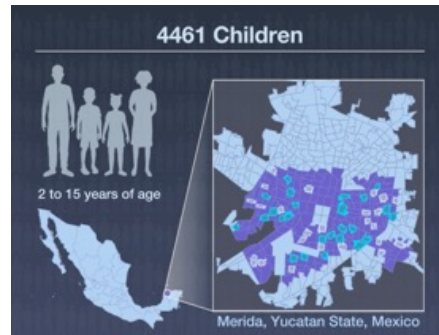 4461 Children
2 to 15 years of age
Merida, Yucatan State, Mexico